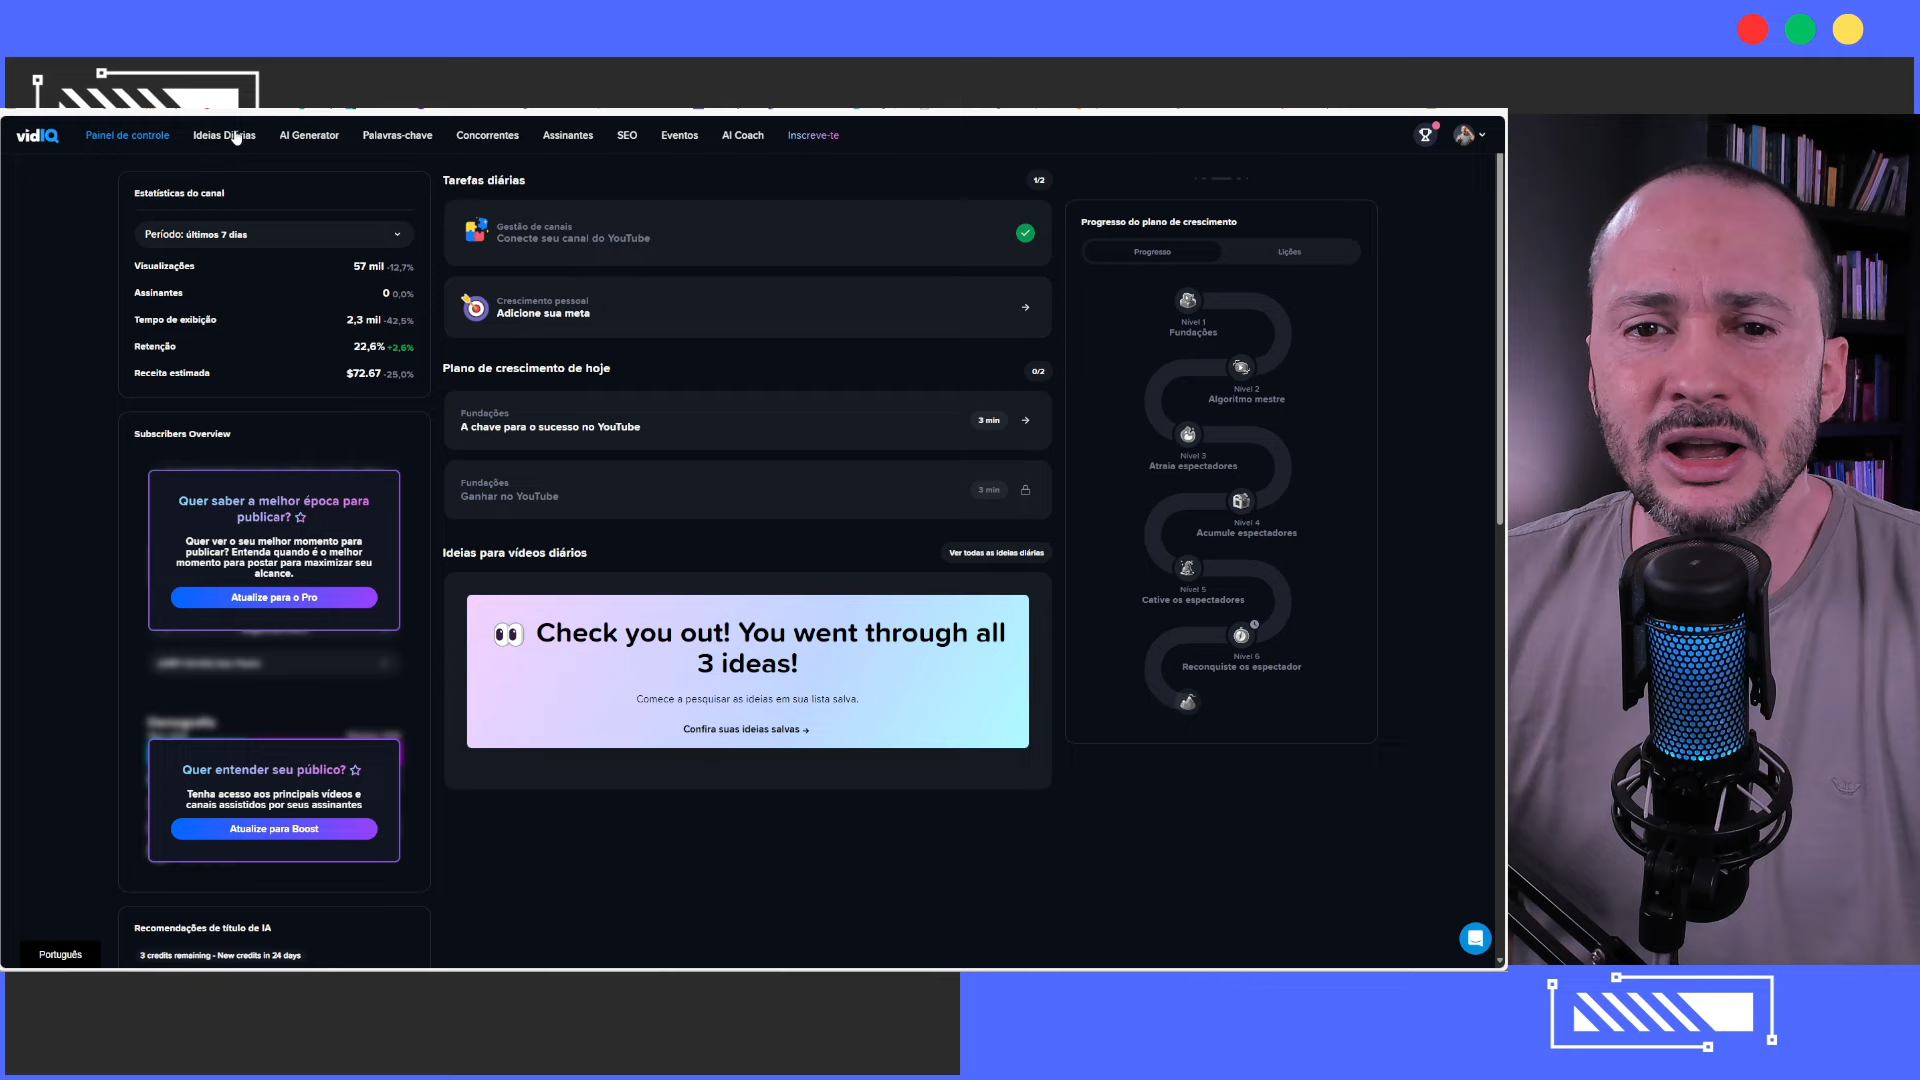 vidIQ
Painel de controle
Ideias Diárias
AI Generator
Palavras-chave
Concorrentes
Assinantes
SEO
Eventos
AI Coach
Inscreve-te
Estatísticas do canal
Período: últimos 7 dias
Visualizações 57 mil -12,7%
Assinantes 0 0,0%
Tempo de exibição 2,3 mil -42,5%
Retenção 22,6% +2,6%
Receita estimada $72.67 -25,0%
Subscribers Overview
Quer saber a melhor época para
publicar?
Quer ver o seu melhor momento para
publicar? Entenda quando é o melhor
momento para postar para maximizar seu
alcance.
Atualize para o Pro
Quer entender seu público?
Tenha acesso aos principais vídeos e
canais assistidos por seus assinantes
Atualize para Boost
Recomendações de título de IA
3 credits remaining - New credits in 24 days
Português
Tarefas diárias 1/2
Gestão de canais
Conecte seu canal do YouTube
Crescimento pessoal
Adicione sua meta
Plano de crescimento de hoje 0/2
Fundações
A chave para o sucesso no YouTube
3 min
Fundações
Ganhar no YouTube
3 min
Ideias para vídeos diários
Ver todas as ideias diárias
Check you out! You went through all
3 ideas!
Comece a pesquisar as ideias em sua lista salva.
Confira suas ideias salvas →
Progresso do plano de crescimento
Progresso
Lições
Nível 1
Fundações
Nível 2
Algoritmo mestre
Nível 3
Atraia espectadores
Nível 4
Acumule espectadores
Nível 5
Cative os espectadores
Nível 6
Reconquiste os espectador